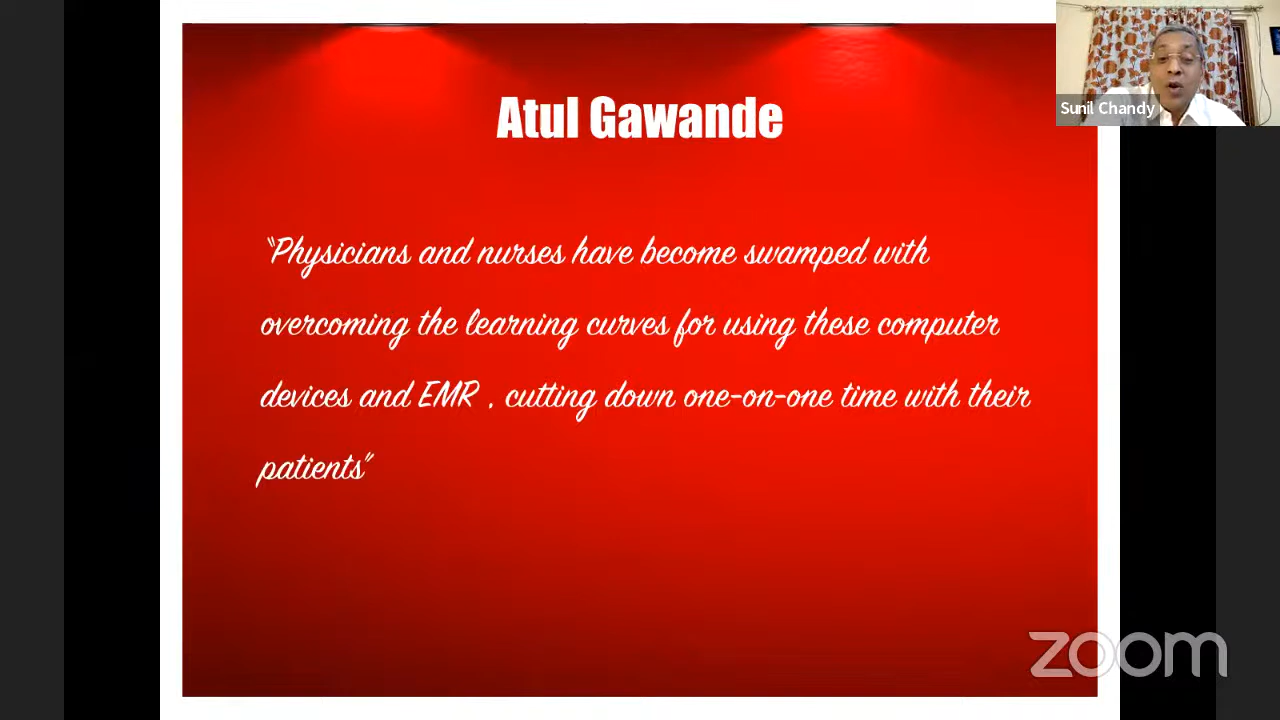 Sunil Chandy
Atul Gawande
“Physicians and nurses have become swamped with
overcoming the learning curves for using these computer
devices and EMR , cutting down one-on-one time with their
patients”
zoom